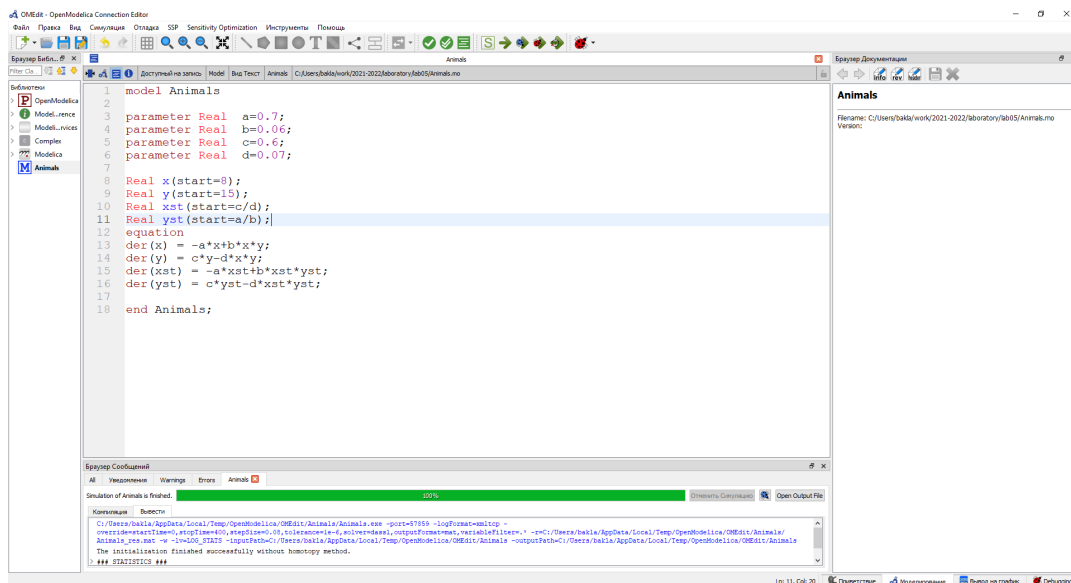 OMEdit - OpenModelica Connection Editor
Файл Правка Вид Симуляция Отладка SSP Sensitivity Optimization Инструменты Помощь
Браузер Библ...
Animals
Браузер Документации
Filter Cla...
Доступный на запись Model Вид Текст Animals C:/Users/bakla/work/2021-2022/laboratory/lab05/Animals.mo
Библиотеки
P OpenModelica
Model...rence
Modeli...rvices
Complex
Modelica
M Animals
1 model Animals
2
3 parameter Real a=0.7;
4 parameter Real b=0.06;
5 parameter Real c=0.6;
6 parameter Real d=0.07;
7
8 Real x(start=8);
9 Real y(start=15);
10 Real xst(start=c/d);
11 Real yst(start=a/b);
12 equation
13 der(x) = -a*x+b*x*y;
14 der(y) = c*y-d*x*y;
15 der(xst) = -a*xst+b*xst*yst;
16 der(yst) = c*yst-d*xst*yst;
17
18 end Animals;
Animals
Filename: C:/Users/bakla/work/2021-2022/laboratory/lab05/Animals.mo
Version:
Браузер Сообщений
All Уведомления Warnings Errors Animals
Simulation of Animals is finished.
100%
Отменить Симуляцию
Open Output File
Компиляция Вывести
C:/Users/bakla/AppData/Local/Temp/OpenModelica/OMEdit/Animals/Animals.exe -port=57859 -logFormat=xmltcp -
override=startTime=0,stopTime=400,stepSize=0.08,tolerance=1e-6,solver=dassl,outputFormat=mat,variableFilter=.* -r=C:/Users/bakla/AppData/Local/Temp/OpenModelica/OMEdit/Animals/
Animals_res.mat -w -lv=LOG_STATS -inputPath=C:/Users/bakla/AppData/Local/Temp/OpenModelica/OMEdit/Animals -outputPath=C:/Users/bakla/AppData/Local/Temp/OpenModelica/OMEdit/Animals
The initialization finished successfully without homotopy method.
### STATISTICS ###
Ln: 11, Col: 20 Приветствие Моделирование Вывод на график Debugging